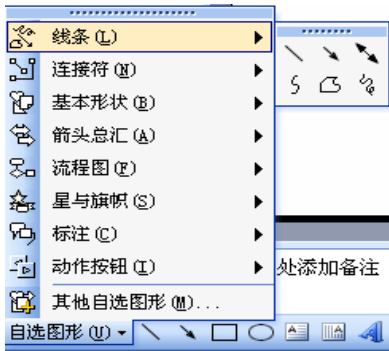 线条(L)
连接符(N)
基本形状(B)
箭头总汇(A)
流程图(F)
星与旗帜(S)
标注(C)
动作按钮(I)
处添加备注
其他自选图形(M)...
自选图形(U)